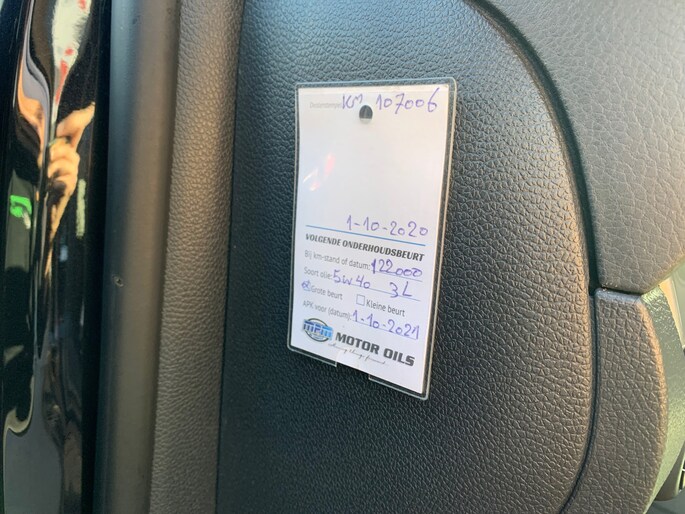 KM 107006
1-10-2020
VOLGENDE ONDERHOUDSBEURT
Bij km-stand of datum: 122000
Soort olie: 5W40 3L
Grote beurt Kleine beurt
APK voor (datum): 1-10-2021
MPM MOTOR OILS